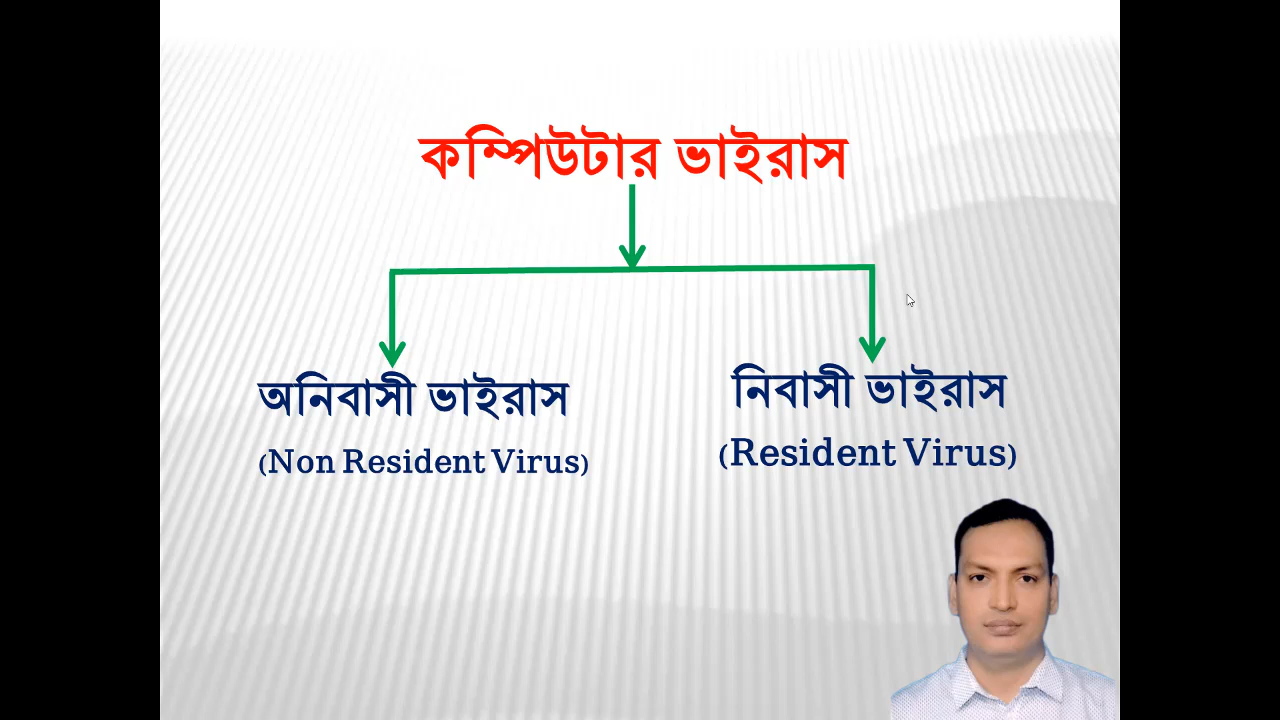 কম্পিউটার ভাইরাস
অনিবাসী ভাইরাস
(Non Resident Virus)
নিবাসী ভাইরাস
(Resident Virus)